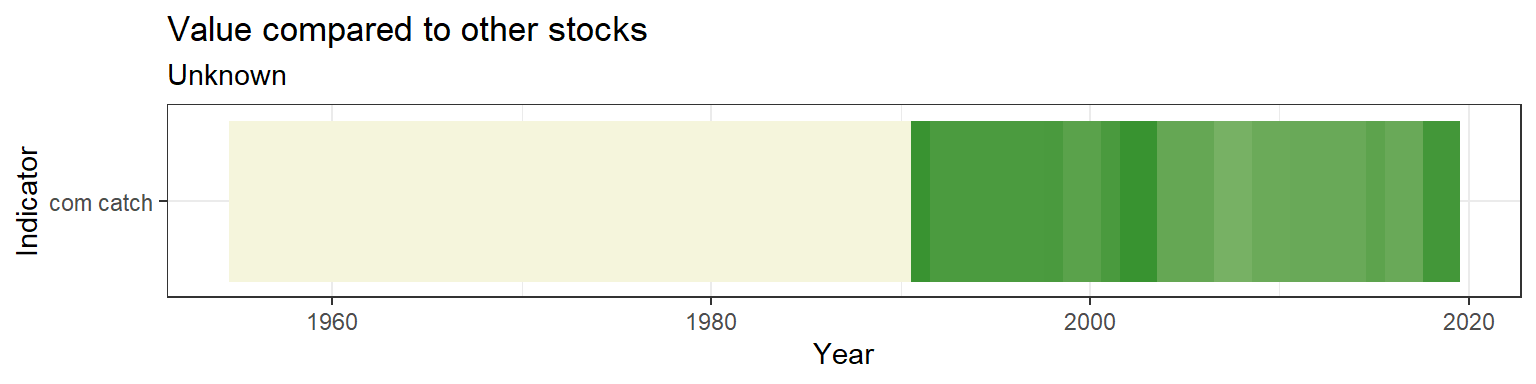 Value compared to other stocks
Unknown
Indicator
com catch
1960 1980 2000 2020
Year